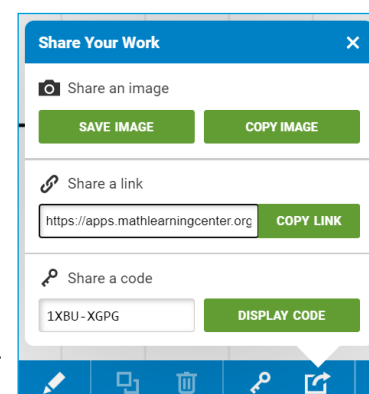 Share Your Work
Share an image
SAVE IMAGE COPY IMAGE
Share a link
https://apps.mathlearningcenter.org COPY LINK
Share a code
1XBU-XGPG DISPLAY CODE